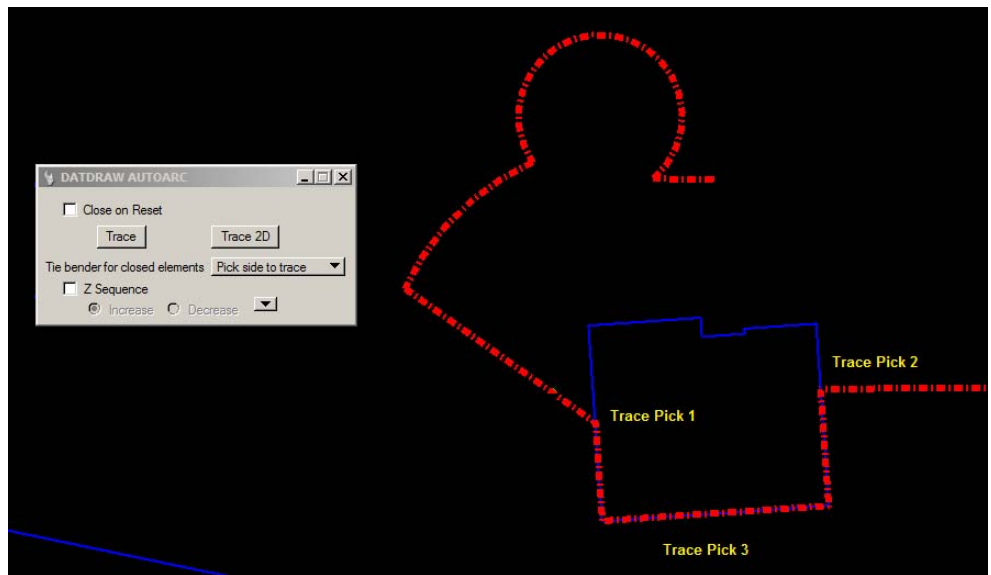 DATDRAW AUTOARC
Close on Reset
Trace Trace 2D
Tie bender for closed elements Pick side to trace
Z Sequence
Increase Decrease
Trace Pick 2
Trace Pick 1
Trace Pick 3